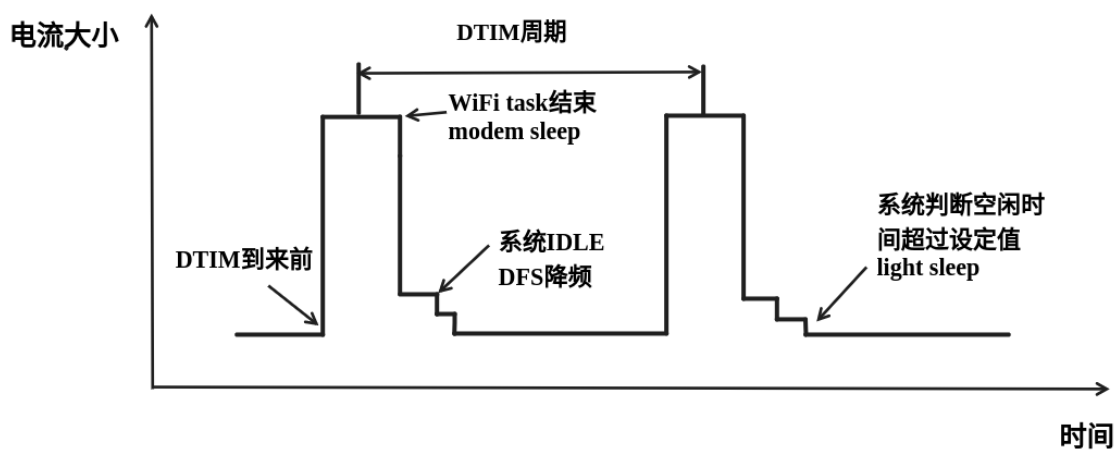 电流大小
DTIM周期
WiFi task结束
modem sleep
系统判断空闲时
间超过设定值
light sleep
系统IDLE
DFS降频
DTIM到来前
时间